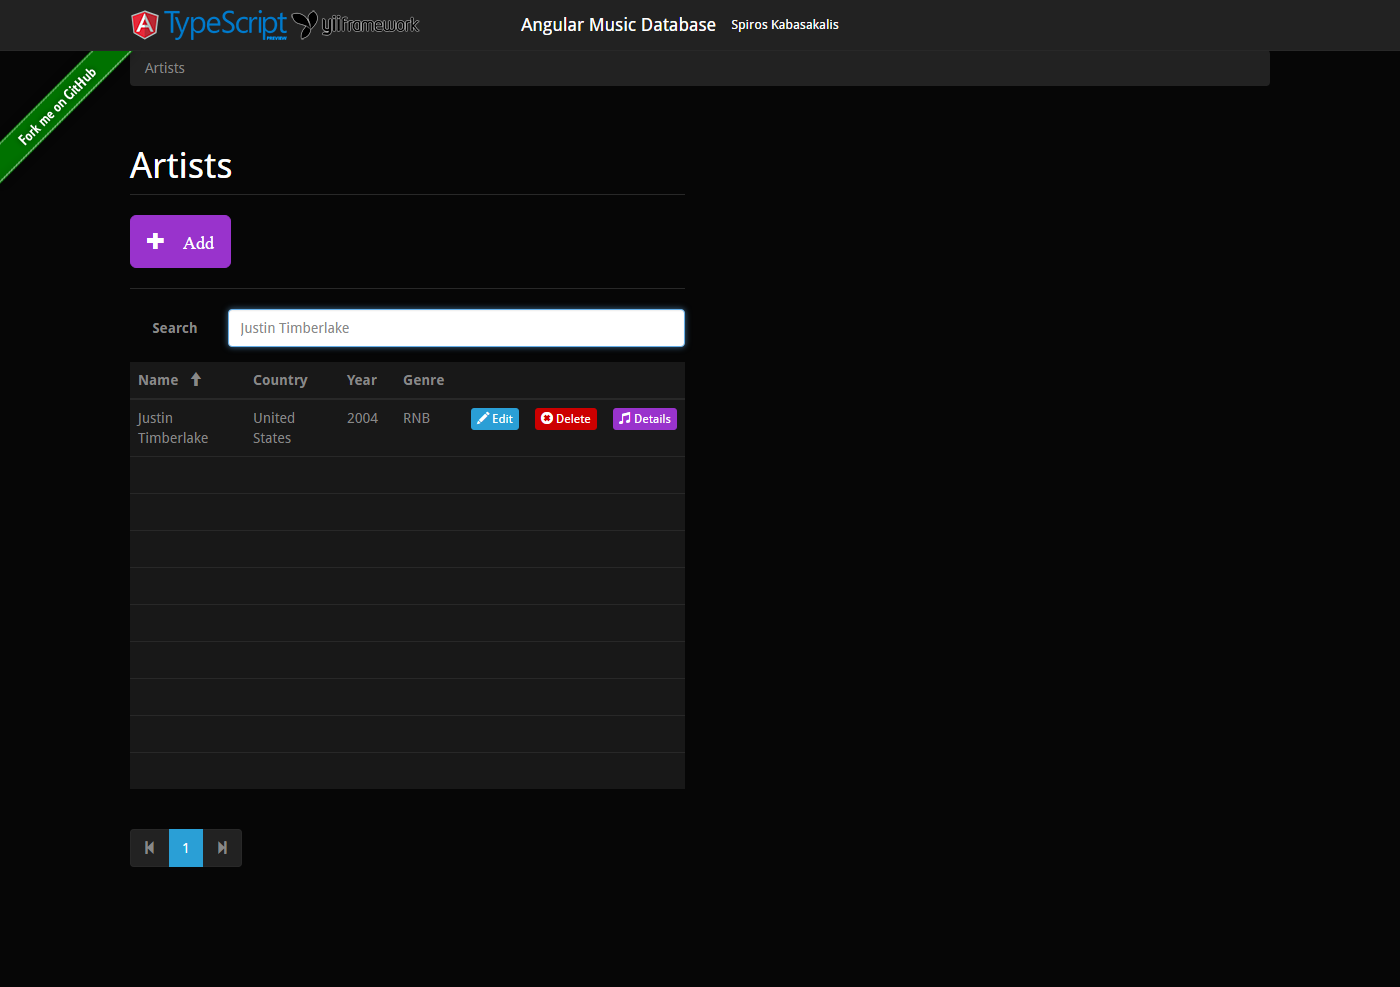 TypeScript PREVIEW yiiframework Angular Music Database Spiros Kabasakalis
Artists
Fork me on GitHub
Artists
Add
Search Justin Timberlake
Name Country Year Genre
Justin United 2004 RNB Edit Delete Details
Timberlake States
1